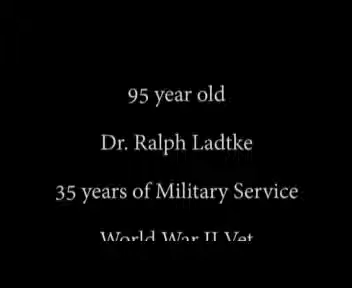 95 year old
Dr. Ralph Ladtke
35 years of Military Service
World War II Vet